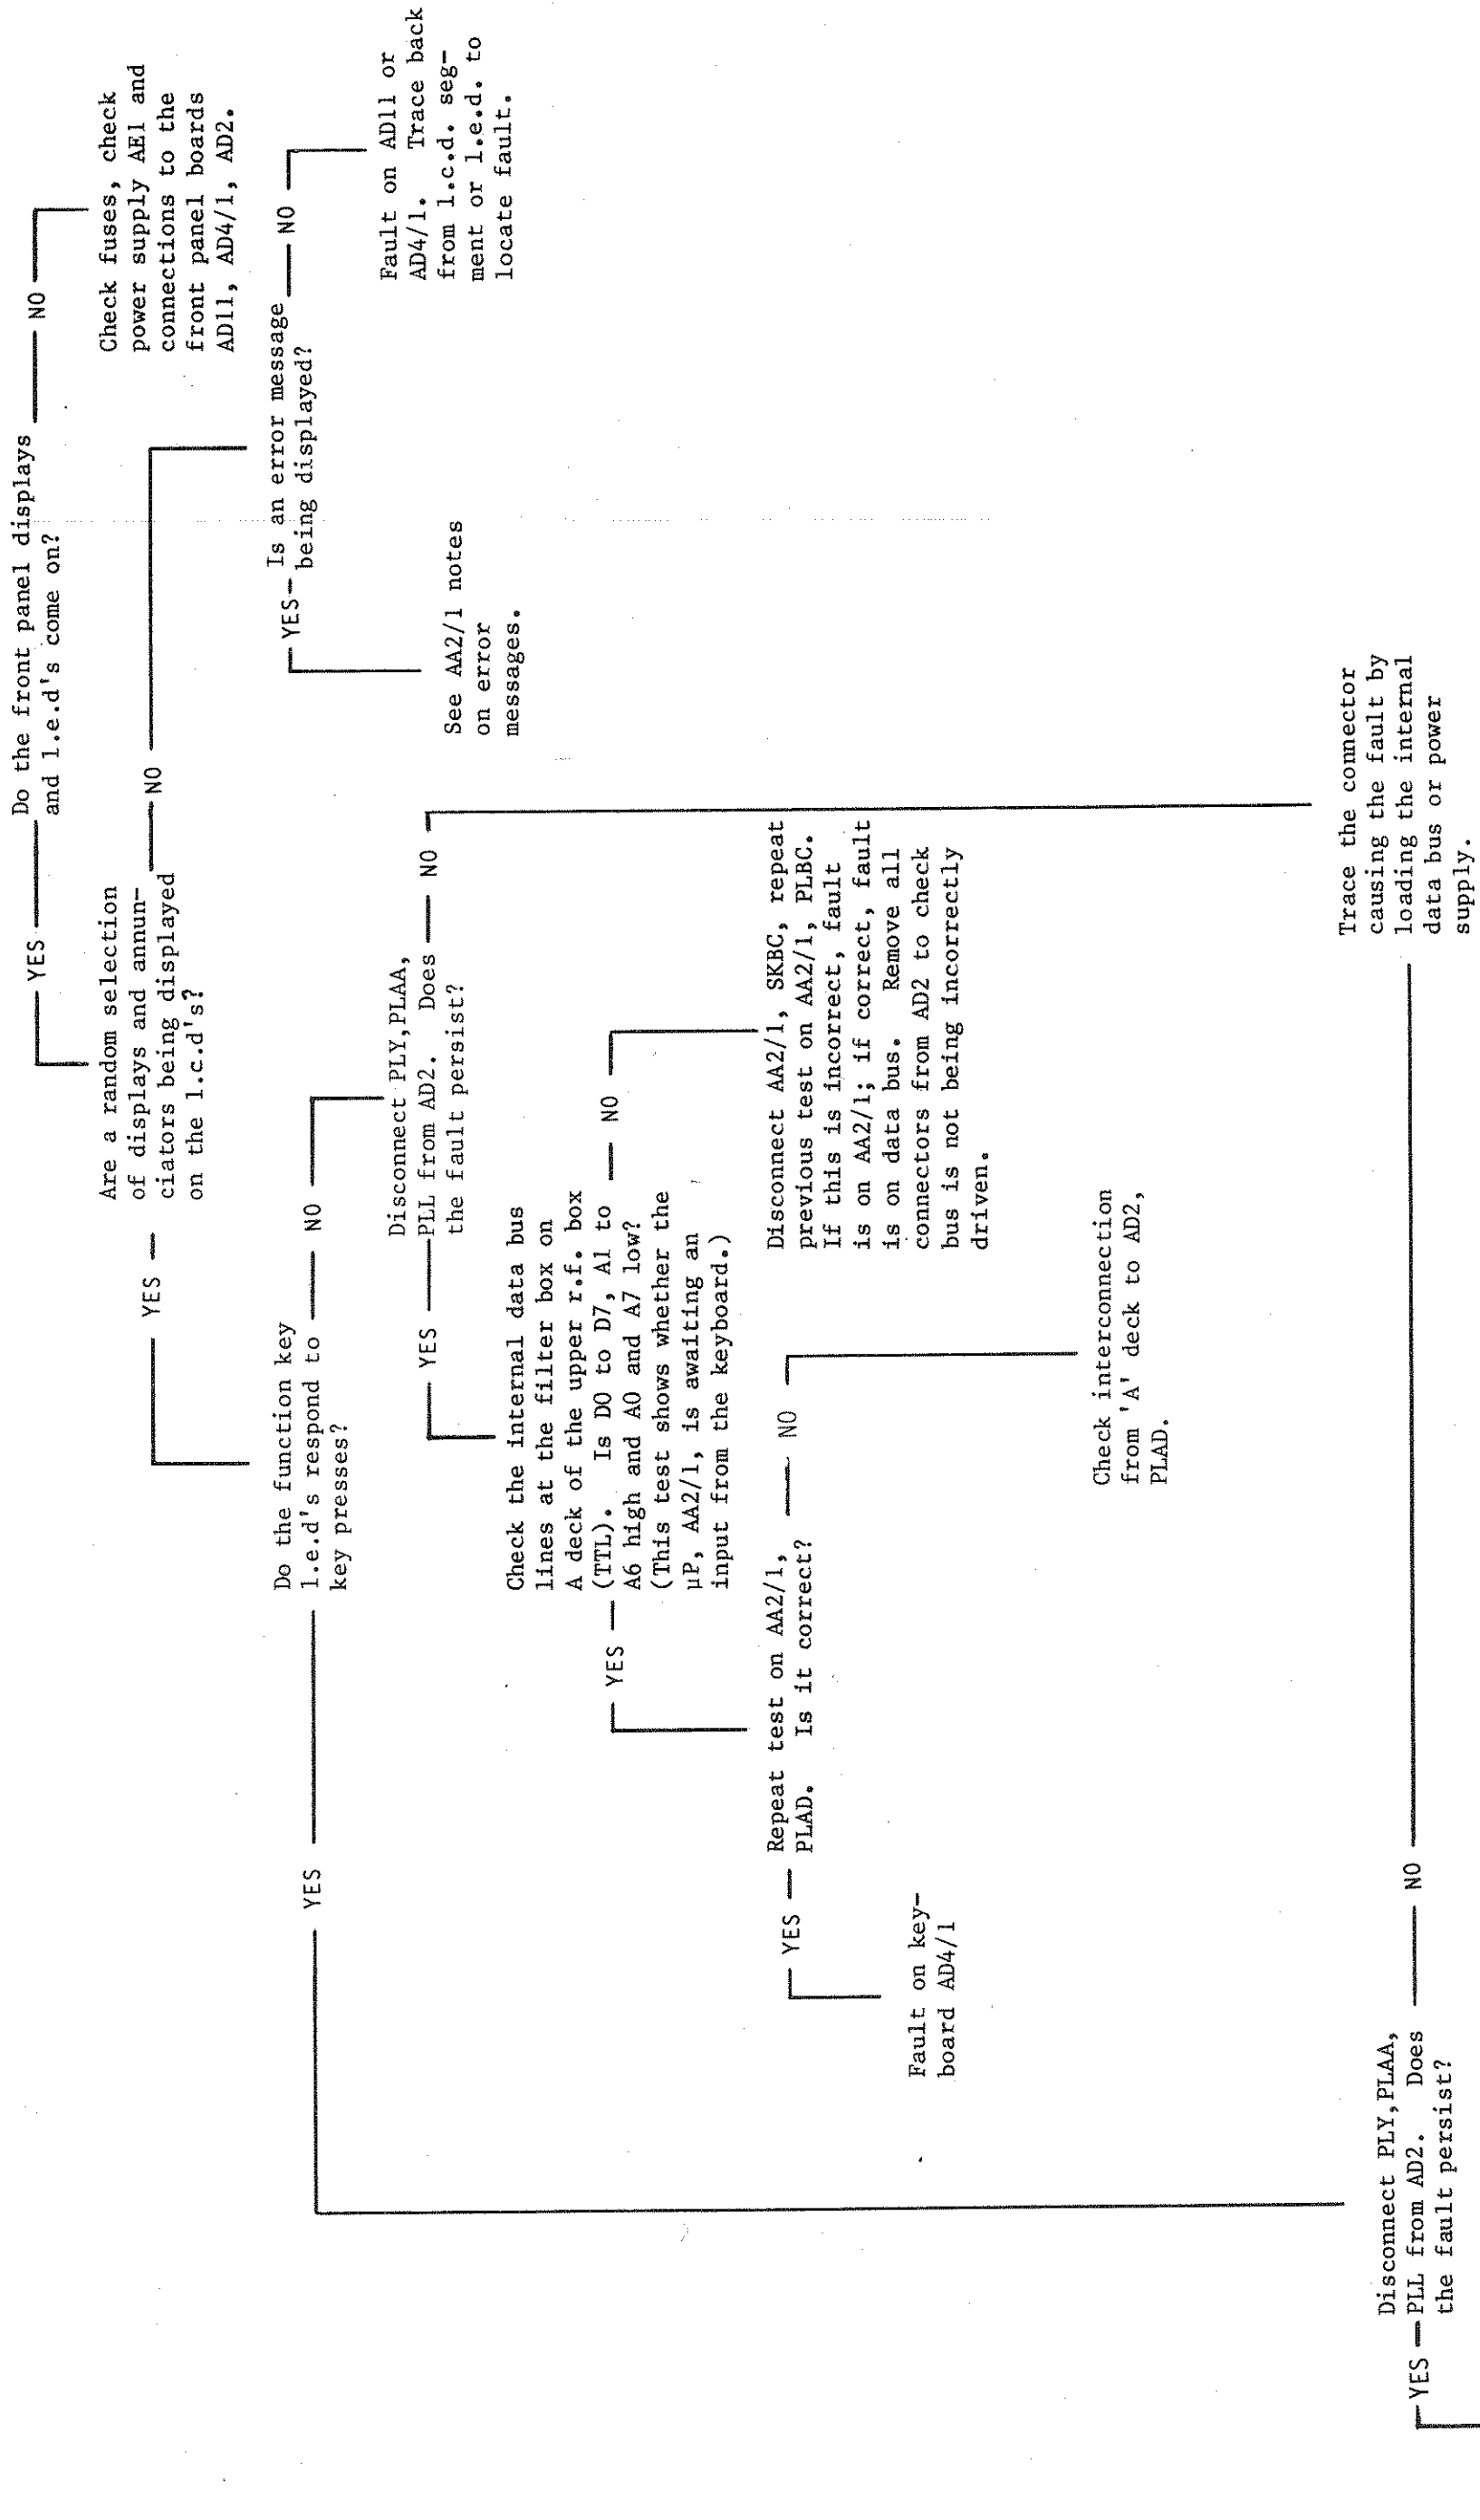 YES
Do the front panel displays
and l.e.d's come on?
NO
Check fuses, check
power supply AE1 and
connections to the
front panel boards
AD11, AD4/1, AD2.
YES
Are a random selection
of displays and annun-
ciators being displayed
on the l.c.d's?
NO
YES
Is an error message
being displayed?
NO
Fault on AD11 or
AD4/1. Trace back
from l.c.d. seg-
ment or l.e.d. to
locate fault.
See AA2/1 notes
on error
messages.
YES
Do the function key
l.e.d's respond to
key presses?
NO
YES
Disconnect PLY,PLAA,
PLL from AD2. Does
the fault persist?
NO
Check the internal data bus
lines at the filter box on
A deck of the upper r.f. box
(TTL). Is D0 to D7, A1 to
A6 high and A0 and A7 low?
(This test shows whether the
µP, AA2/1, is awaiting an
input from the keyboard.)
YES
NO
Disconnect AA2/1, SKBC, repeat
previous test on AA2/1, PLBC.
If this is incorrect, fault
is on AA2/1; if correct, fault
is on data bus. Remove all
connectors from AD2 to check
bus is not being incorrectly
driven.
YES
Repeat test on AA2/1,
PLAD. Is it correct?
NO
Fault on key-
board AD4/1
Check interconnection
from 'A' deck to AD2,
PLAD.
YES
Disconnect PLY,PLAA,
PLL from AD2. Does
the fault persist?
NO
Trace the connector
causing the fault by
loading the internal
data bus or power
supply.